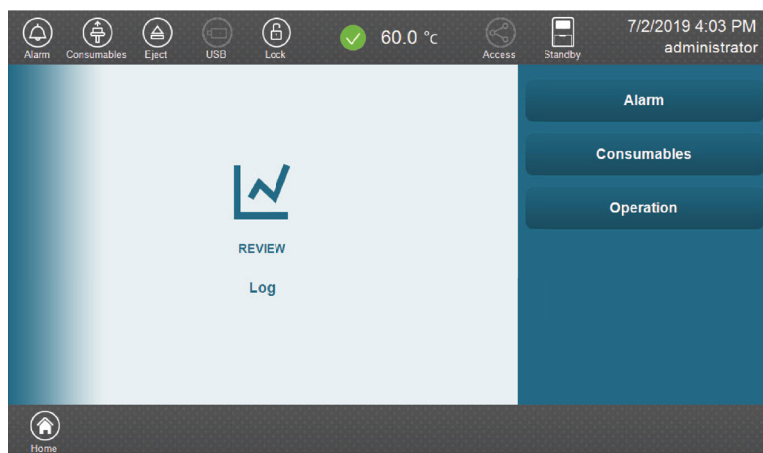 Alarm
Consumables
Eject
USB
Lock
60.0 °C
Access
Standby
7/2/2019 4:03 PM
administrator
REVIEW
Log
Alarm
Consumables
Operation
Home